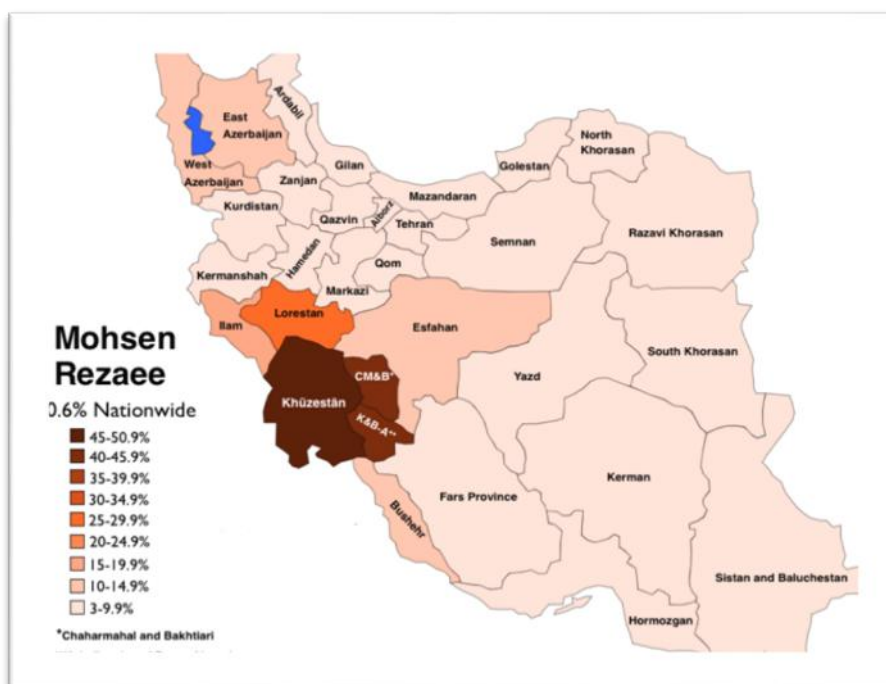 Ardabil
East
Azerbaijan
West
Azerbaijan
Zanjan
Gilan
Kurdistan
Qazvin
Alborz
Tehran
Mazandaran
Golestan
North
Khorasan
Semnan
Razavi Khorasan
Kermanshah
Hamedan
Qom
Markazi
Ilam
Lorestan
Esfahan
Yazd
South Khorasan
Mohsen
Rezaee
0.6% Nationwide
45-50.9%
40-45.9%
35-39.9%
30-34.9%
25-29.9%
20-24.9%
15-19.9%
10-14.9%
3-9.9%
*Chaharmahal and Bakhtiari
CM&B*
Khūzestān
K&B-A**
Bushehr
Fars Province
Kerman
Sistan and Baluchestan
Hormozgan